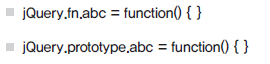 jQuery.fn.abc = function() { }
jQuery.prototype.abc = function() { }